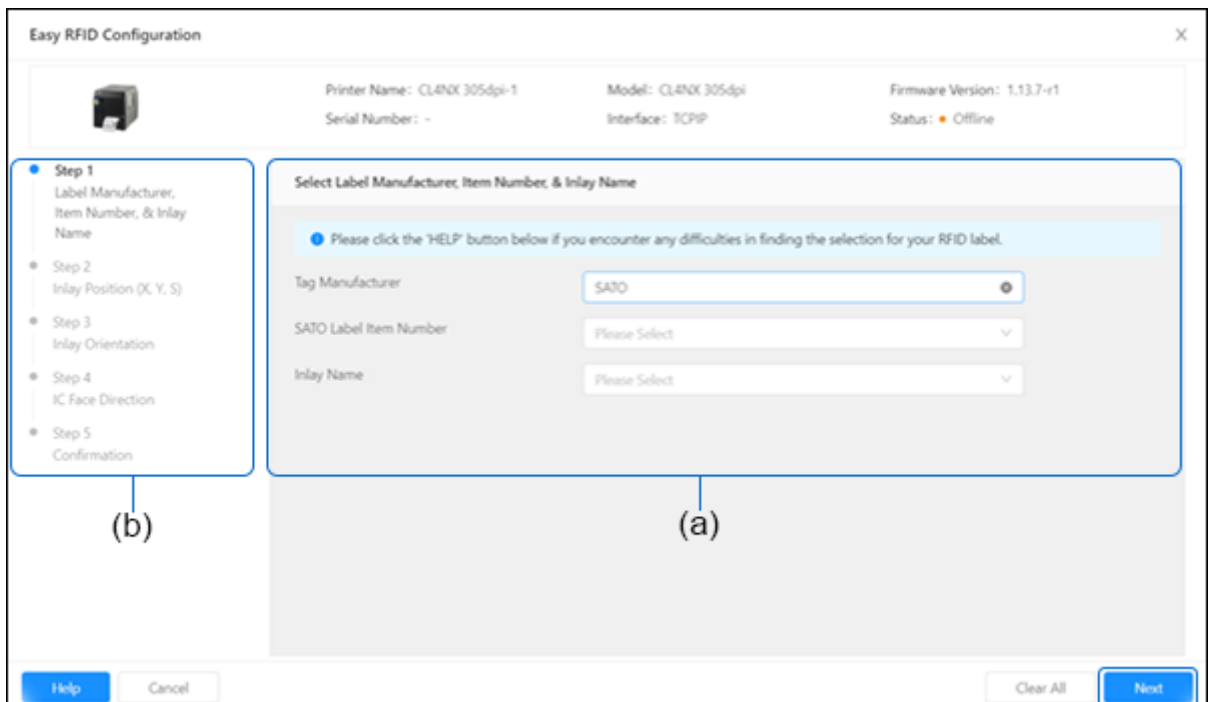 Easy RFID Configuration
Printer Name: CL4NX 305dpi-1
Model: CL4NX 305dpi
Firmware Version: 1.13.7-r1
Serial Number: -
Interface: TCPIP
Status: Offline
Step 1
Label Manufacturer,
Item Number, & Inlay
Name
Step 2
Inlay Position (X, Y, S)
Step 3
Inlay Orientation
Step 4
IC Face Direction
Step 5
Confirmation
(b)
Select Label Manufacturer, Item Number, & Inlay Name
Please click the 'HELP' button below if you encounter any difficulties in finding the selection for your RFID label.
Tag Manufacturer
SATO
SATO Label Item Number
Please Select
Inlay Name
Please Select
(a)
Help
Cancel
Clear All
Next